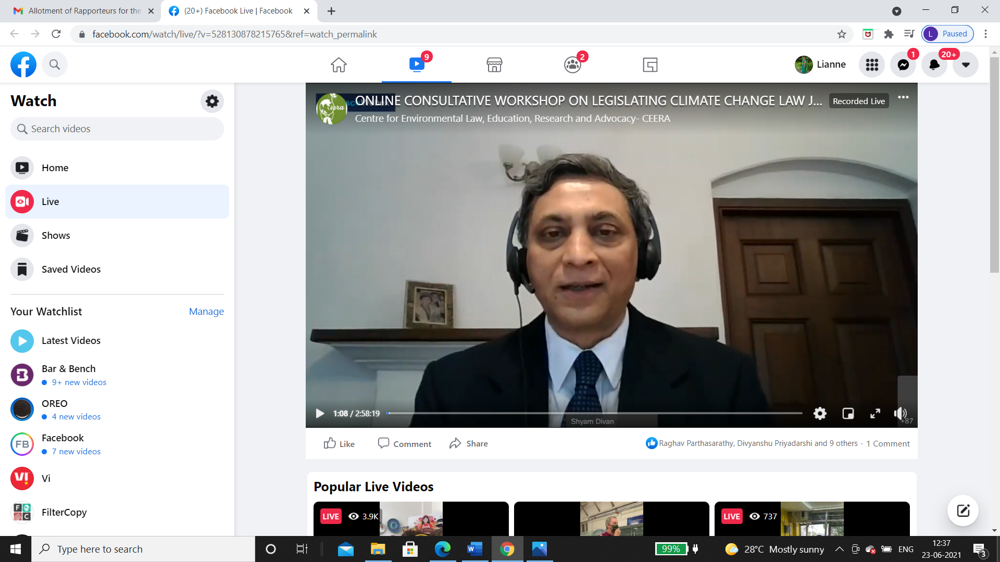 Allotment of Rapporteurs for the
(20+) Facebook Live | Facebook
facebook.com/watch/live/?v=528130878215765&ref=watch_permalink
L Paused
9
2
Lianne
1
20+
Watch
Search videos
Home
Live
Shows
Saved Videos
Your Watchlist Manage
Latest Videos
Bar & Bench
9+ new videos
OREO
4 new videos
Facebook
FB
7 new videos
Vi
FilterCopy
ONLINE CONSULTATIVE WORKSHOP ON LEGISLATING CLIMATE CHANGE LAW J...
Recorded Live
Centre for Environmental Law, Education, Research and Advocacy- CEERA
1:08 / 2:58:19
Shyam Divan
+87
Like
Comment
Share
Raghav Parthasarathy, Divyanshu Priyadarshi and 9 others · 1 Comment
Popular Live Videos
LIVE 3.9K
LIVE 737
Type here to search
99%
28°C Mostly sunny
ENG
12:37
23-06-2021
3